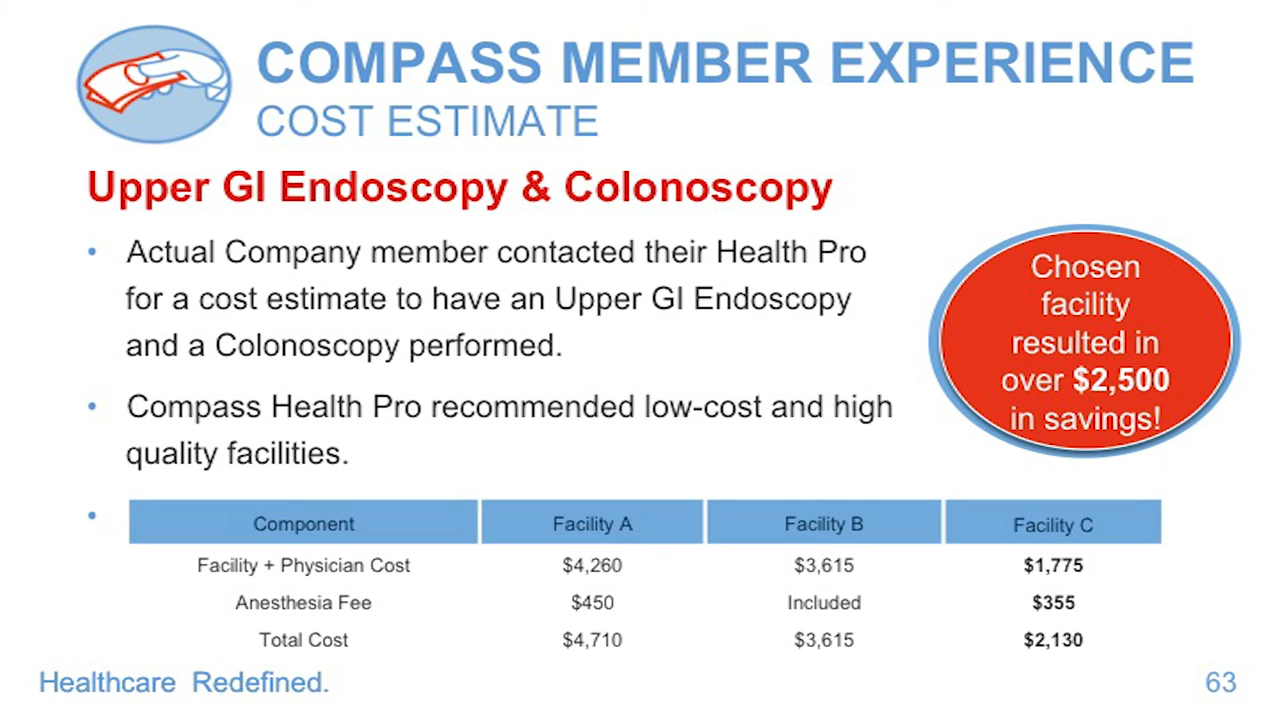 COMPASS MEMBER EXPERIENCE
COST ESTIMATE
Upper GI Endoscopy & Colonoscopy
• Actual Company member contacted their Health Pro
for a cost estimate to have an Upper GI Endoscopy
and a Colonoscopy performed.
• Compass Health Pro recommended low-cost and high
quality facilities.
Chosen
facility
resulted in
over $2,500
in savings!
•
Component Facility A Facility B Facility C
Facility + Physician Cost $4,260 $3,615 $1,775
Anesthesia Fee $450 Included $355
Total Cost $4,710 $3,615 $2,130
Healthcare Redefined.
63